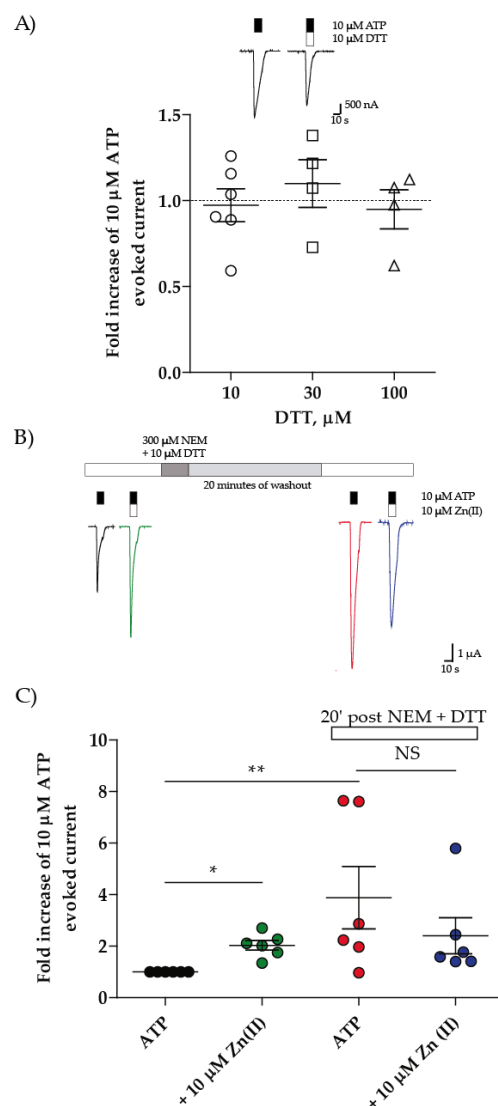 A)
10 µM ATP
10 µM DTT
500 nA
10 s
Fold increase of 10 µM ATP
evoked current
1.5
1.0
0.5
0.0
10
30
100
DTT, µM
B)
300 µM NEM
+ 10 µM DTT
20 minutes of washout
10 µM ATP
10 µM Zn(II)
1 µA
10 s
C)
20' post NEM + DTT
NS
**
*
Fold increase of 10 µM ATP
evoked current
10
8
6
4
2
0
ATP
+ 10 µM Zn(II)
ATP
+ 10 µM Zn (II)